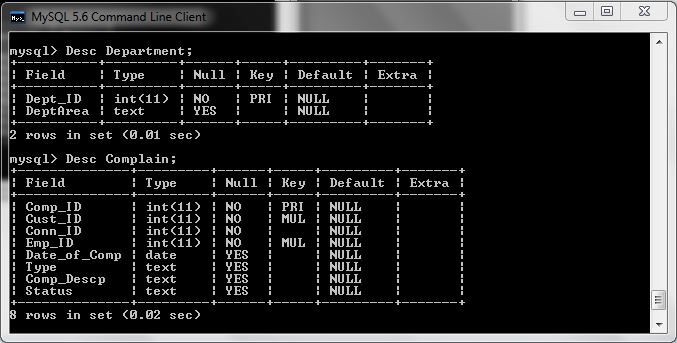 MySQL 5.6 Command Line Client
mysql> Desc Department;
+----------+---------+------+-----+---------+-------+
| Field    | Type    | Null | Key | Default | Extra |
+----------+---------+------+-----+---------+-------+
| Dept_ID  | int(11) | NO   | PRI | NULL    |       |
| DeptArea | text    | YES  |     | NULL    |       |
+----------+---------+------+-----+---------+-------+
2 rows in set (0.01 sec)
mysql> Desc Complain;
+--------------+---------+------+-----+---------+-------+
| Field        | Type    | Null | Key | Default | Extra |
+--------------+---------+------+-----+---------+-------+
| Comp_ID      | int(11) | NO   | PRI | NULL    |       |
| Cust_ID      | int(11) | NO   | MUL | NULL    |       |
| Conn_ID      | int(11) | NO   |     | NULL    |       |
| Emp_ID       | int(11) | NO   | MUL | NULL    |       |
| Date_of_Comp | date    | YES  |     | NULL    |       |
| Type         | text    | YES  |     | NULL    |       |
| Comp_Descp   | text    | YES  |     | NULL    |       |
| Status       | text    | YES  |     | NULL    |       |
+--------------+---------+------+-----+---------+-------+
8 rows in set (0.02 sec)